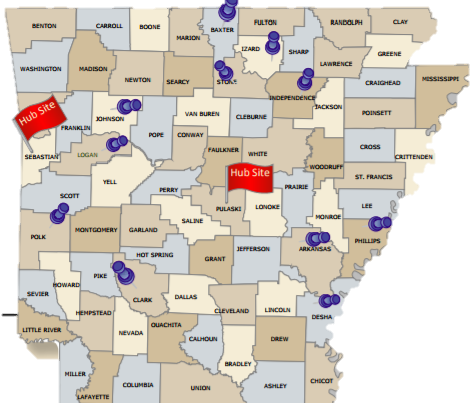 BENTON
CARROLL
BOONE
MARION
BAXTER
FULTON
RANDOLPH
CLAY
IZARD
SHARP
GREENE
WASHINGTON
MADISON
NEWTON
SEARCY
STONE
LAWRENCE
CRAIGHEAD
MISSISSIPPI
INDEPENDENCE
JACKSON
POINSETT
Hub Site
FRANKLIN
JOHNSON
POPE
VAN BUREN
CLEBURNE
CONWAY
CROSS
CRITTENDEN
SEBASTIAN
LOGAN
FAULKNER
WHITE
WOODRUFF
ST. FRANCIS
Hub Site
YELL
PERRY
PRAIRIE
SCOTT
PULASKI
LONOKE
MONROE
LEE
POLK
MONTGOMERY
GARLAND
SALINE
PHILLIPS
HOT SPRING
GRANT
JEFFERSON
ARKANSAS
PIKE
HOWARD
SEVIER
CLARK
DALLAS
CLEVELAND
LINCOLN
DESHA
HEMPSTEAD
LITTLE RIVER
NEVADA
OUACHITA
CALHOUN
DREW
BRADLEY
MILLER
COLUMBIA
UNION
ASHLEY
CHICOT
LAFAYETTE